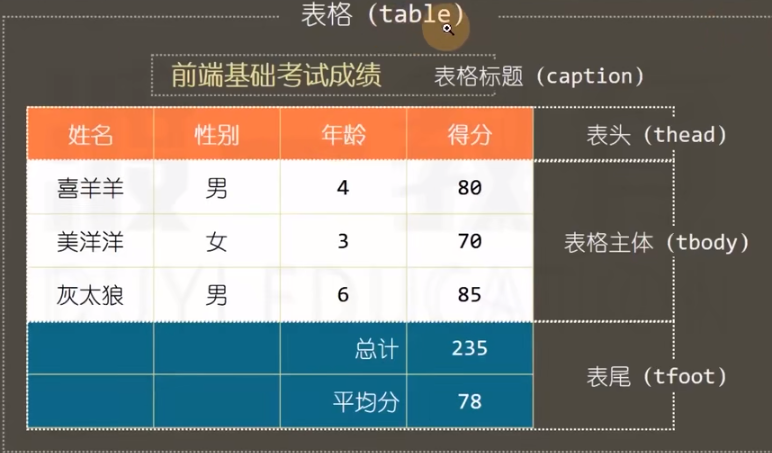 表格 (table)
前端基础考试成绩 表格标题 (caption)
姓名 性别 年龄 得分 表头 (thead)
喜羊羊 男 4 80
美洋洋 女 3 70 表格主体 (tbody)
灰太狼 男 6 85
总计 235
表尾 (tfoot)
平均分 78